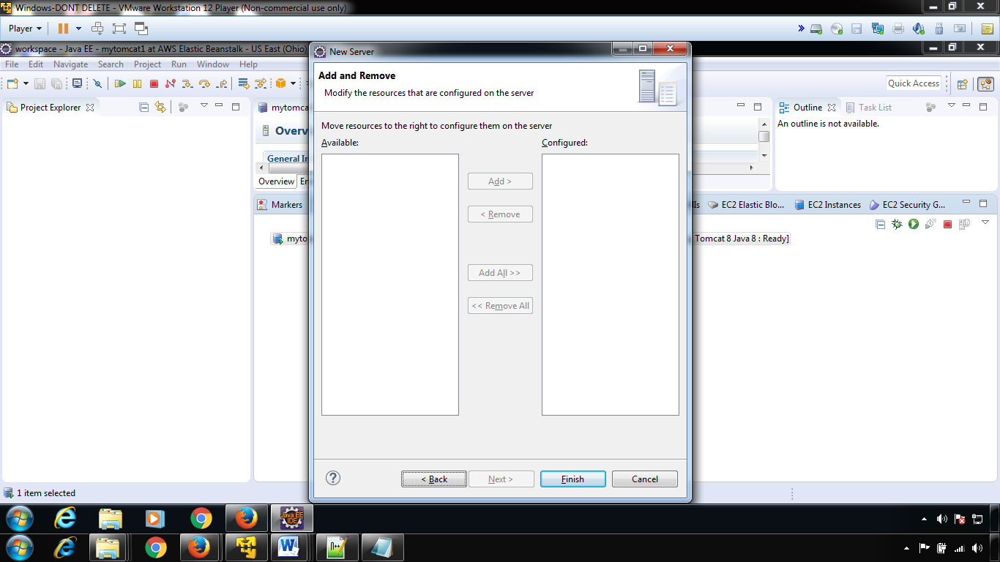 Windows-DONT DELETE - VMware Workstation 12 Player (Non-commercial use only)
Player
workspace - Java EE - mytomcat1 at AWS Elastic Beanstalk - US East (Ohio)
File Edit Navigate Search Project Run Window Help
Quick Access
Project Explorer
mytomca
Overv
General In
Overview En
Outline Task List
An outline is not available.
Markers
lls EC2 Elastic Blo... EC2 Instances EC2 Security G...
myto
Tomcat 8 Java 8 : Ready]
New Server
Add and Remove
Modify the resources that are configured on the server
Move resources to the right to configure them on the server
Available: Configured:
Add >
< Remove
Add All >>
<< Remove All
< Back Next > Finish Cancel
1 item selected
Java EE
IDE